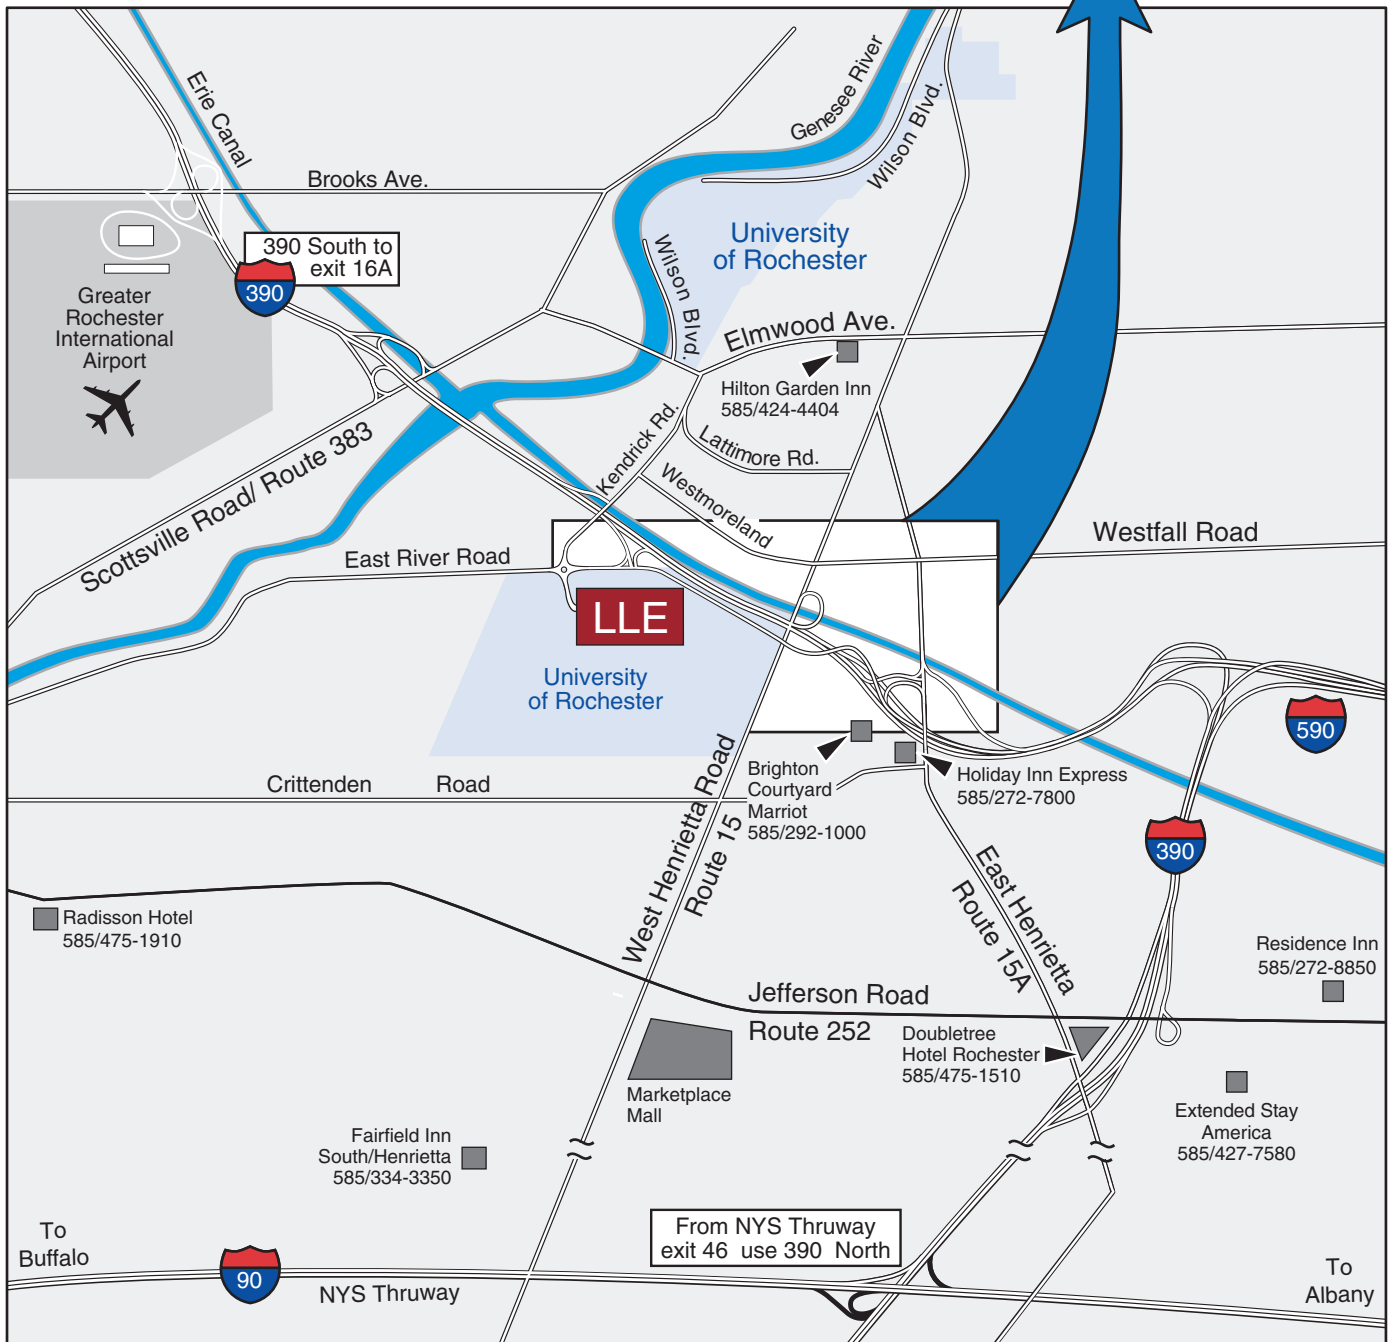 Erie Canal
Genesee River
Wilson Blvd.
Brooks Ave.
390 South to
exit 16A
390
University
of Rochester
Wilson Blvd.
Greater
Rochester
International
Airport
Elmwood Ave.
Hilton Garden Inn
585/424-4404
Kendrick Rd.
Lattimore Rd.
Scottsville Road/ Route 383
Westmoreland
Westfall Road
East River Road
LLE
University
of Rochester
590
Crittenden Road
West Henrietta Road
Route 15
Brighton
Courtyard
Marriot
585/292-1000
Holiday Inn Express
585/272-7800
390
East Henrietta
Route 15A
Radisson Hotel
585/475-1910
Residence Inn
585/272-8850
Jefferson Road
Route 252
Doubletree
Hotel Rochester
585/475-1510
Marketplace
Mall
Extended Stay
America
585/427-7580
Fairfield Inn
South/Henrietta
585/334-3350
From NYS Thruway
exit 46 use 390 North
To
Buffalo
90
NYS Thruway
To
Albany